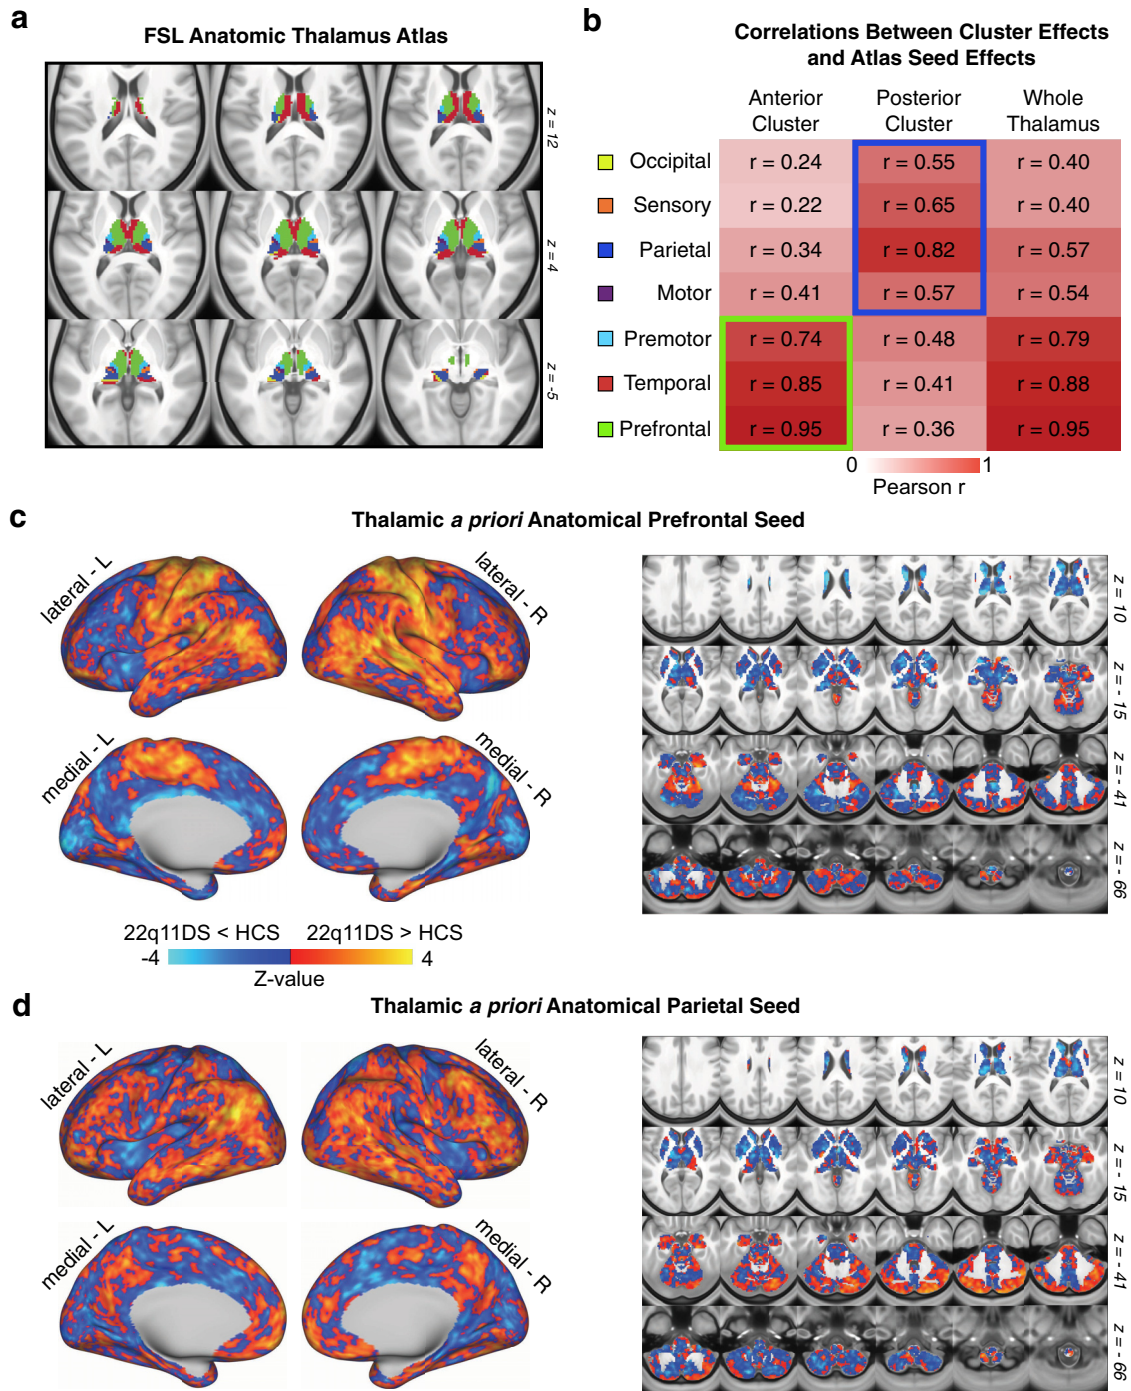 a
FSL Anatomic Thalamus Atlas
z = 12
z = 4
z = -5
b
Correlations Between Cluster Effects
and Atlas Seed Effects
Anterior Cluster
Posterior Cluster
Whole Thalamus
Occipital r = 0.24 r = 0.55 r = 0.40
Sensory r = 0.22 r = 0.65 r = 0.40
Parietal r = 0.34 r = 0.82 r = 0.57
Motor r = 0.41 r = 0.57 r = 0.54
Premotor r = 0.74 r = 0.48 r = 0.79
Temporal r = 0.85 r = 0.41 r = 0.88
Prefrontal r = 0.95 r = 0.36 r = 0.95
0 1
Pearson r
c
Thalamic a priori Anatomical Prefrontal Seed
lateral - L
lateral - R
medial - L
medial - R
z = 10
z = - 15
z = - 41
z = - 66
22q11DS < HCS 22q11DS > HCS
-4 4
Z-value
d
Thalamic a priori Anatomical Parietal Seed
lateral - L
lateral - R
medial - L
medial - R
z = 10
z = - 15
z = - 41
z = - 66